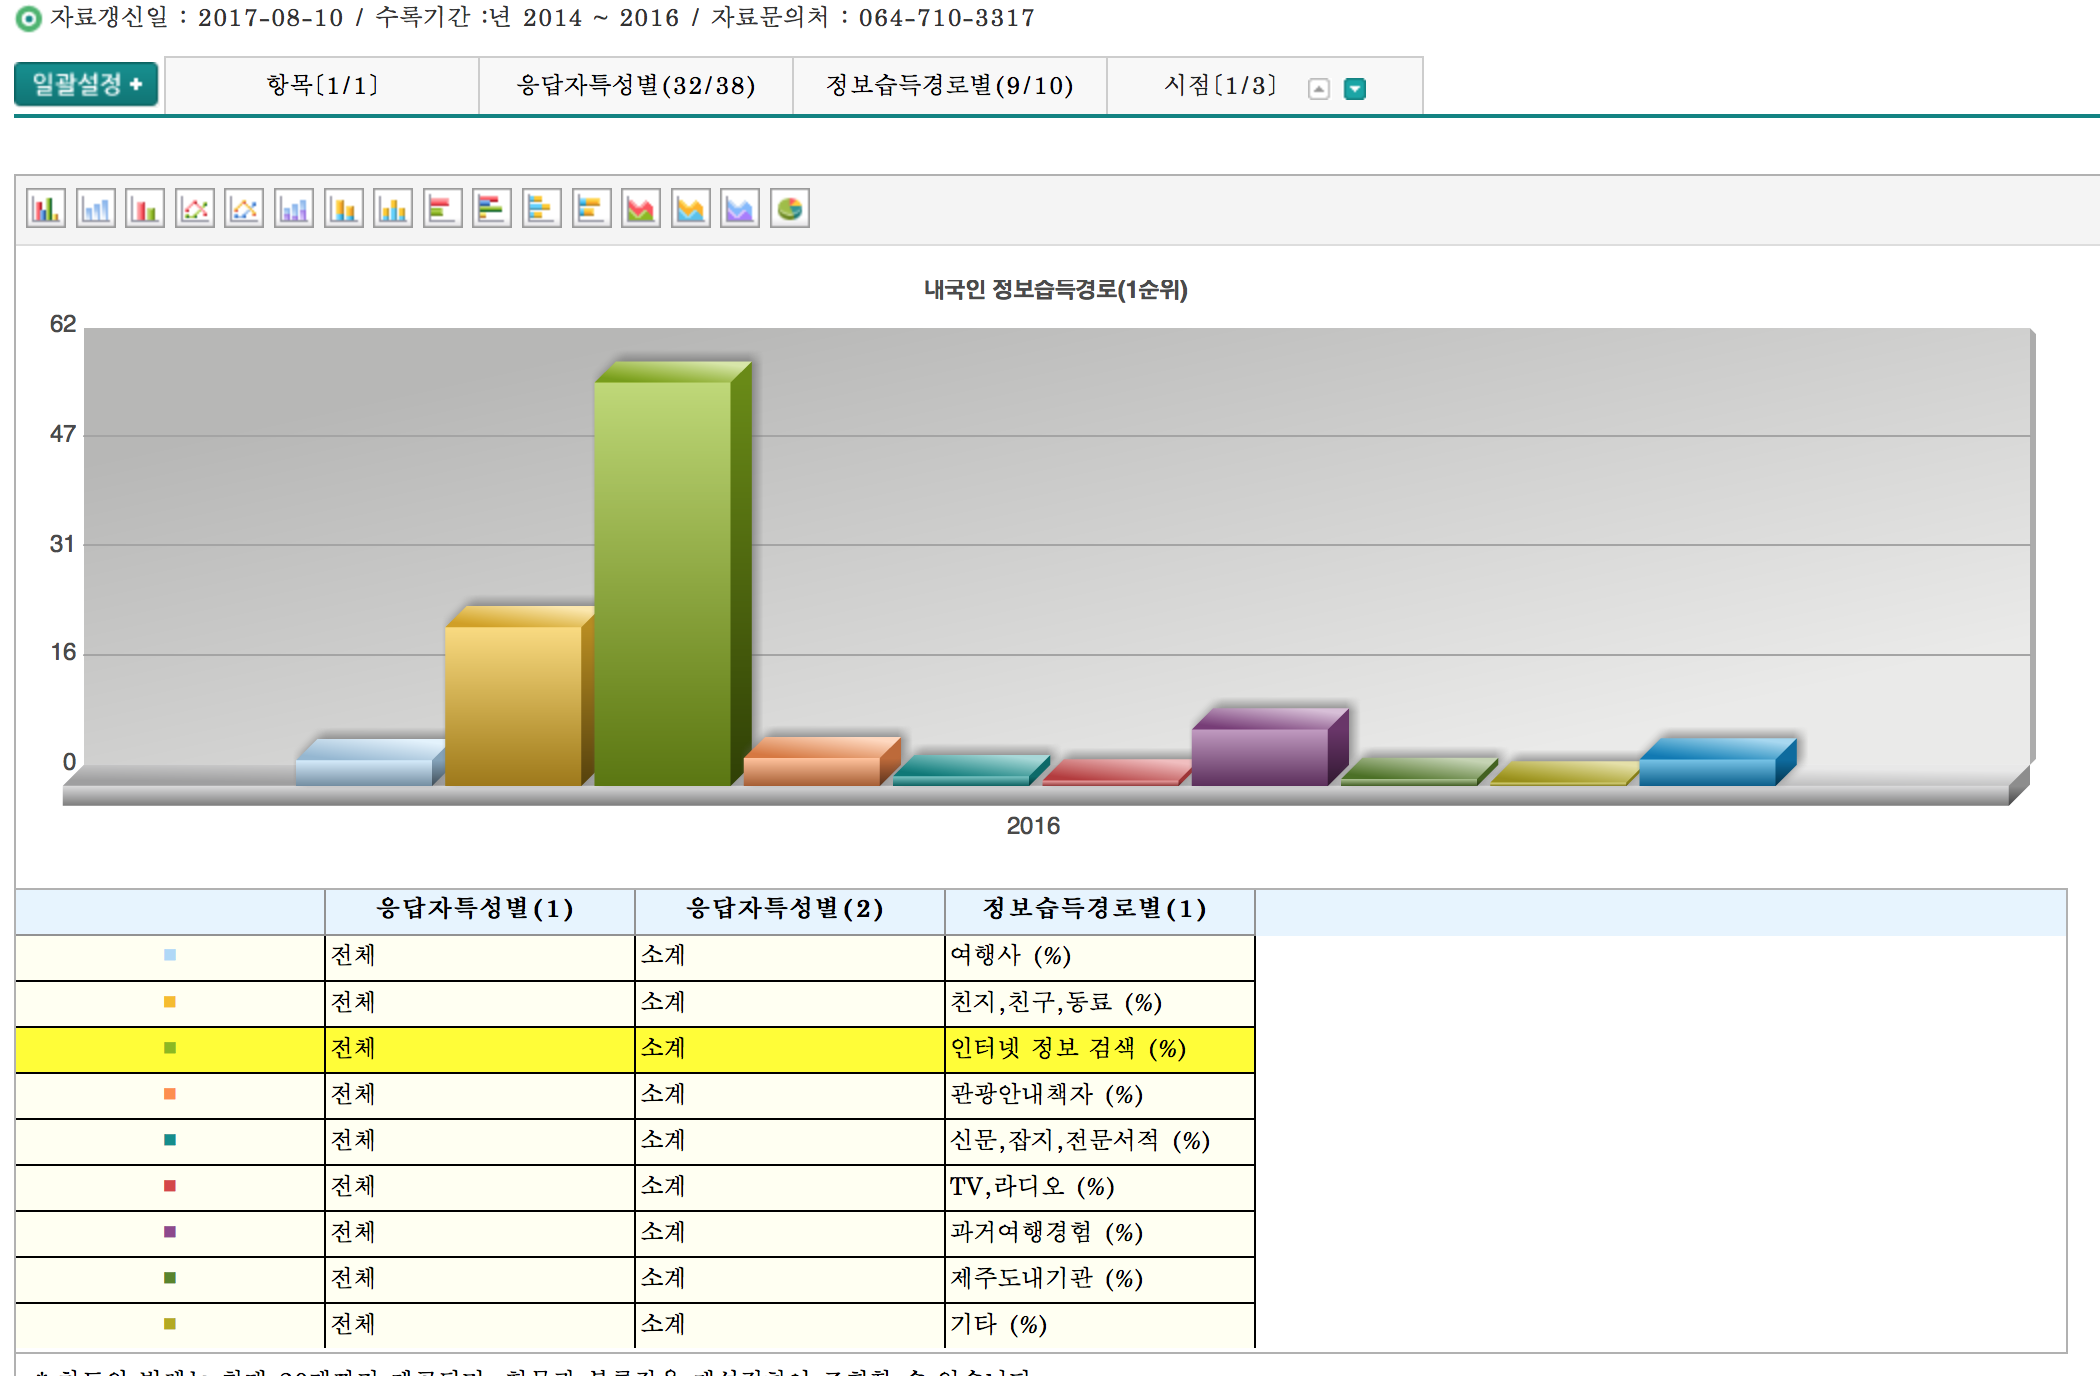 자료갱신일 : 2017-08-10 / 수록기간 :년 2014 ~ 2016 / 자료문의처 : 064-710-3317
일괄설정 + 항목[1/1] 응답자특성별(32/38) 정보습득경로별(9/10) 시점[1/3]
내국인 정보습득경로(1순위)
62
47
31
16
0
2016
응답자특성별(1) 응답자특성별(2) 정보습득경로별(1)
전체 소계 여행사 (%)
전체 소계 친지,친구,동료 (%)
전체 소계 인터넷 정보 검색 (%)
전체 소계 관광안내책자 (%)
전체 소계 신문,잡지,전문서적 (%)
전체 소계 TV,라디오 (%)
전체 소계 과거여행경험 (%)
전체 소계 제주도내기관 (%)
전체 소계 기타 (%)